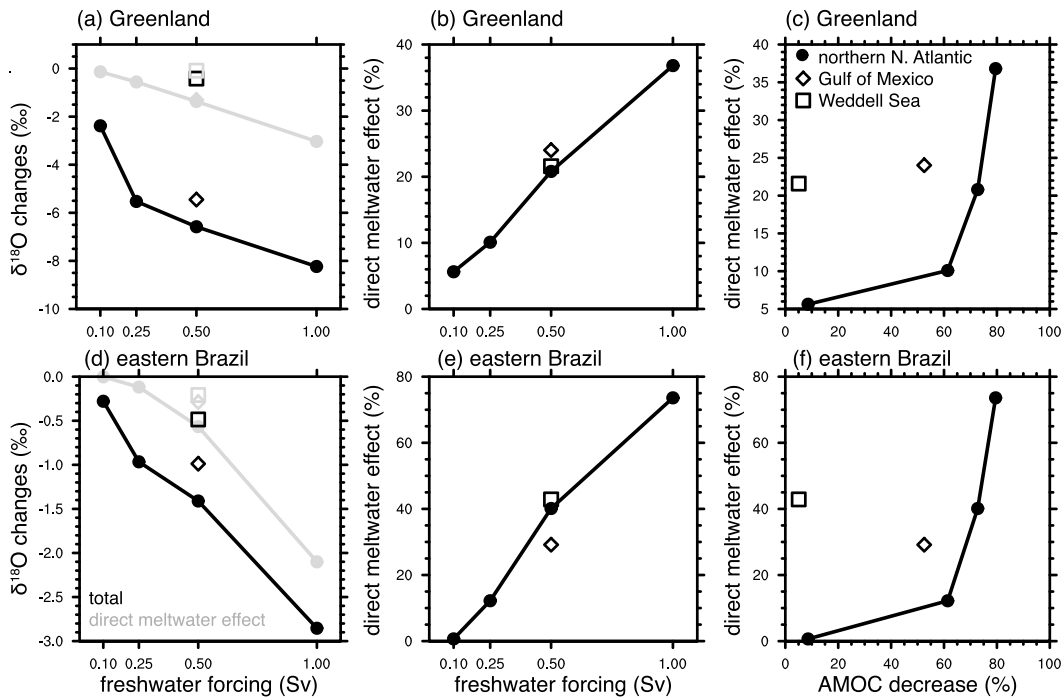 (a) Greenland
(b) Greenland
(c) Greenland
δ¹⁸O changes (‰)
0
-2
-4
-6
-8
-10
0.10 0.25 0.50 1.00
direct meltwater effect (%)
40
30
20
10
0
0.10 0.25 0.50 1.00
direct meltwater effect (%)
40
35
30
25
20
15
10
5
0 20 40 60 80 100
northern N. Atlantic
Gulf of Mexico
Weddell Sea
(d) eastern Brazil
(e) eastern Brazil
(f) eastern Brazil
δ¹⁸O changes (‰)
0.0
-0.5
-1.0
-1.5
-2.0
-2.5
-3.0
total
direct meltwater effect
0.10 0.25 0.50 1.00
freshwater forcing (Sv)
direct meltwater effect (%)
80
60
40
20
0
0.10 0.25 0.50 1.00
freshwater forcing (Sv)
direct meltwater effect (%)
80
60
40
20
0
0 20 40 60 80 100
AMOC decrease (%)